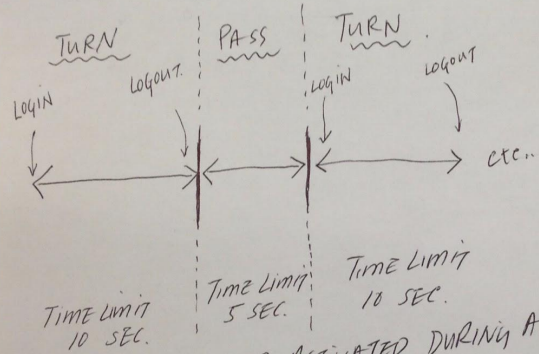 TURN PASS TURN.
LOGIN LOGOUT. LOGIN LOGOUT
etc..
TIME LIMIT
10 SEC.
TIME LIMIT
5 SEC.
TIME LIMIT
10 SEC.
DURING A